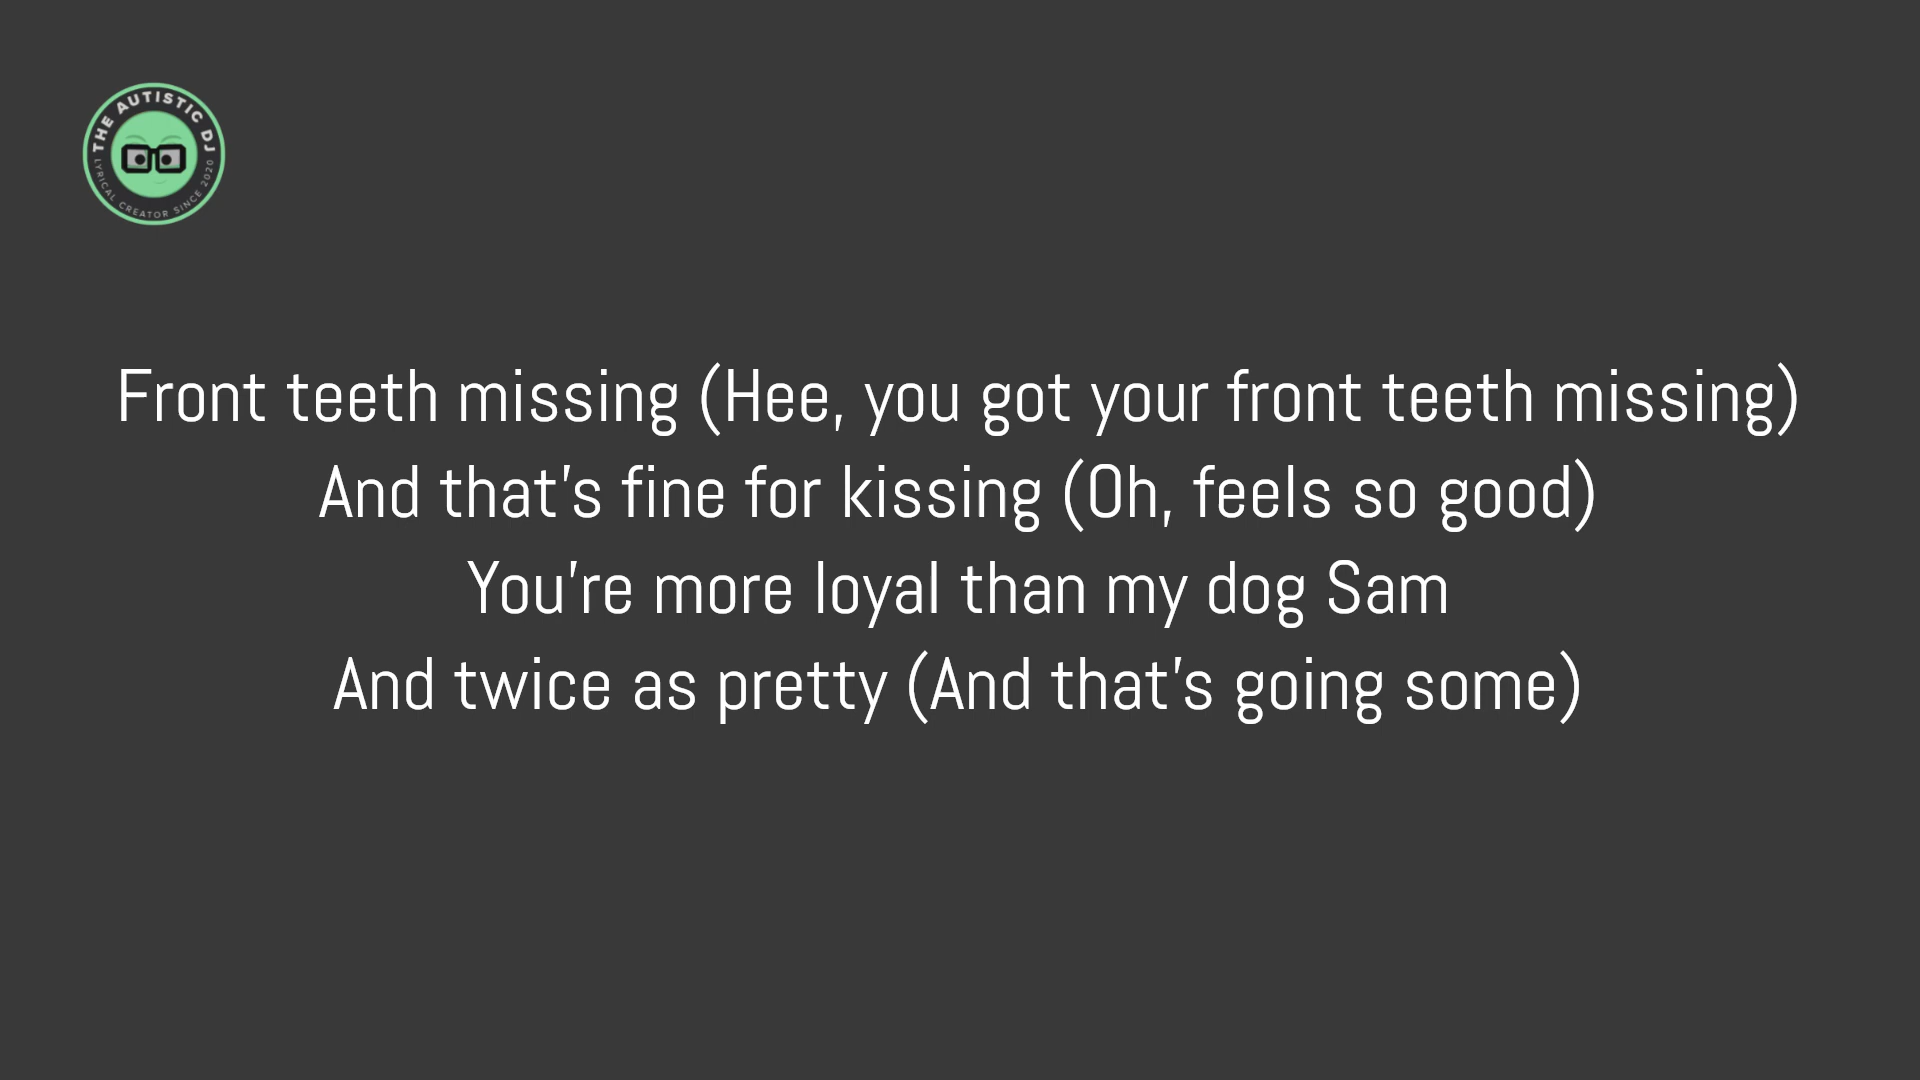 THE AUTISTIC DJ
LYRICAL CREATOR SINCE 2020
Front teeth missing (Hee, you got your front teeth missing)
And that's fine for kissing (Oh, feels so good)
You're more loyal than my dog Sam
And twice as pretty (And that's going some)